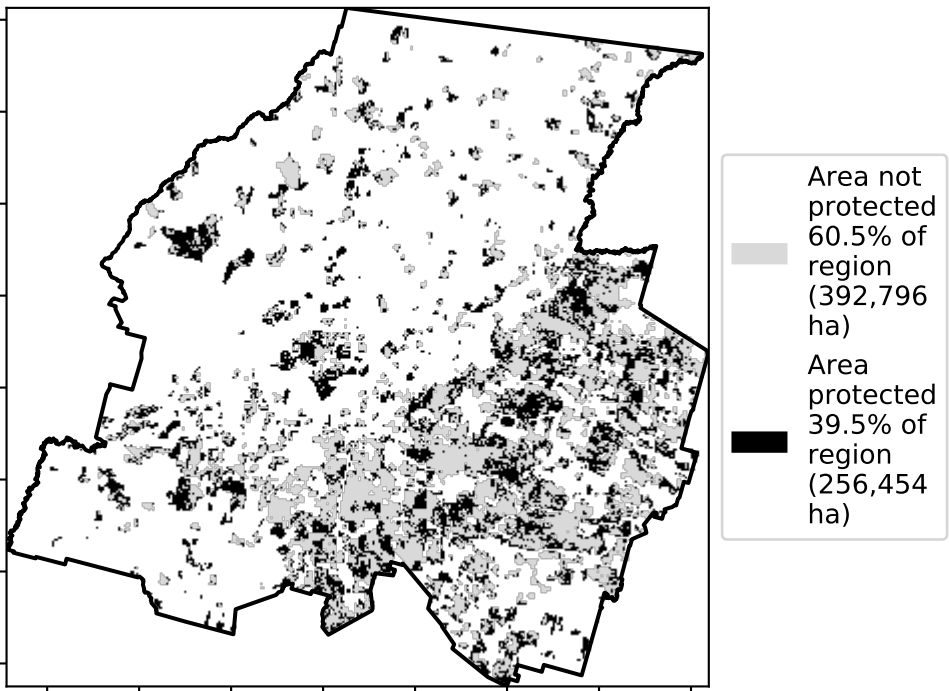 Area not
protected
60.5% of
region
(392,796
ha)
Area
protected
39.5% of
region
(256,454
ha)